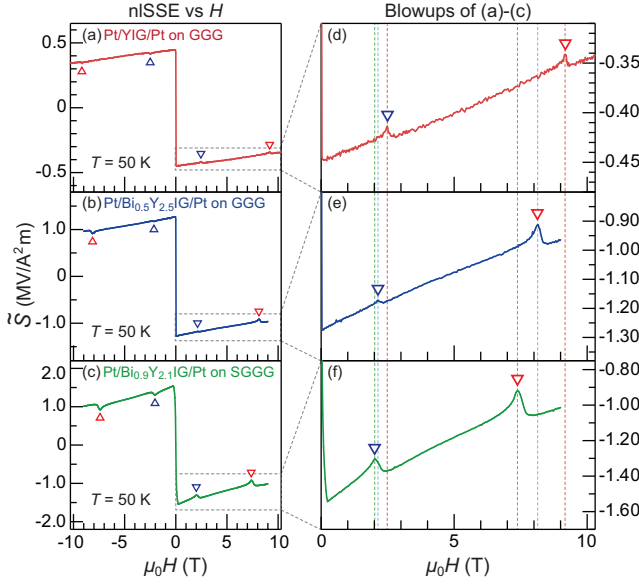 nlSSE vs H
Blowups of (a)-(c)
(a) Pt/YIG/Pt on GGG
0.5
0
-0.5
T = 50 K
(d)
-0.35
-0.40
-0.45
(b) Pt/Bi0.5Y2.5IG/Pt on GGG
1.0
0
-1.0
T = 50 K
S̃ (MV/A²m)
(e)
-0.90
-1.00
-1.10
-1.20
-1.30
(c) Pt/Bi0.9Y2.1IG/Pt on SGGG
2.0
1.0
0
-1.0
-2.0
T = 50 K
(f)
-0.80
-1.00
-1.20
-1.40
-1.60
-10 -5 0 5 10
0 5 10
μ0H (T)
μ0H (T)